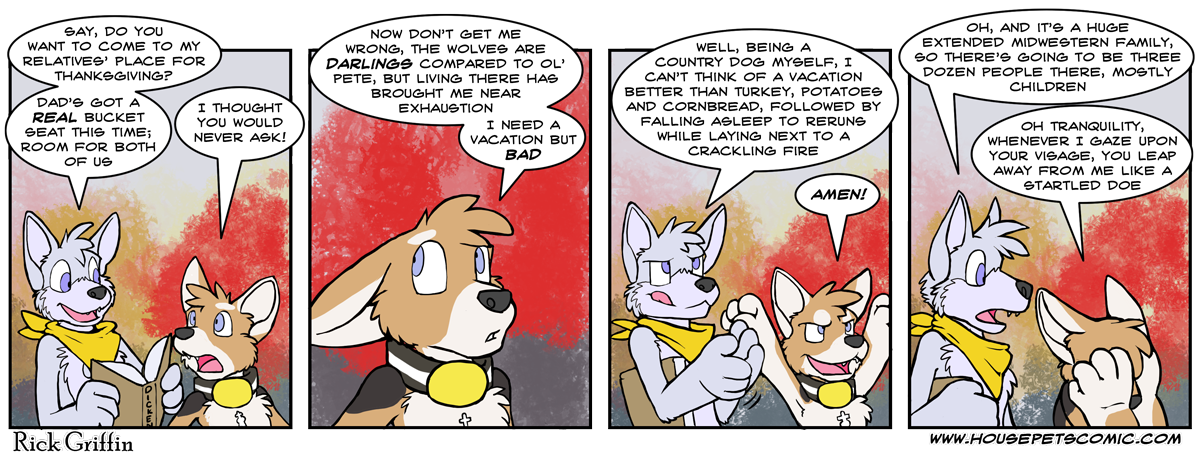 SAY, DO YOU
WANT TO COME TO MY
RELATIVES' PLACE FOR
THANKSGIVING?
DAD'S GOT A
REAL BUCKET
SEAT THIS TIME;
ROOM FOR BOTH
OF US
I THOUGHT
YOU WOULD
NEVER ASK!
DICKEN
NOW DON'T GET ME
WRONG, THE WOLVES ARE
DARLINGS COMPARED TO OL'
PETE, BUT LIVING THERE HAS
BROUGHT ME NEAR
EXHAUSTION
I NEED A
VACATION BUT
BAD
WELL, BEING A
COUNTRY DOG MYSELF, I
CAN'T THINK OF A VACATION
BETTER THAN TURKEY, POTATOES
AND CORNBREAD, FOLLOWED BY
FALLING ASLEEP TO RERUNS
WHILE LAYING NEXT TO A
CRACKLING FIRE
AMEN!
OH, AND IT'S A HUGE
EXTENDED MIDWESTERN FAMILY,
SO THERE'S GOING TO BE THREE
DOZEN PEOPLE THERE, MOSTLY
CHILDREN
OH TRANQUILITY,
WHENEVER I GAZE UPON
YOUR VISAGE, YOU LEAP
AWAY FROM ME LIKE A
STARTLED DOE
Rick Griffin
WWW.HOUSEPETSCOMIC.COM